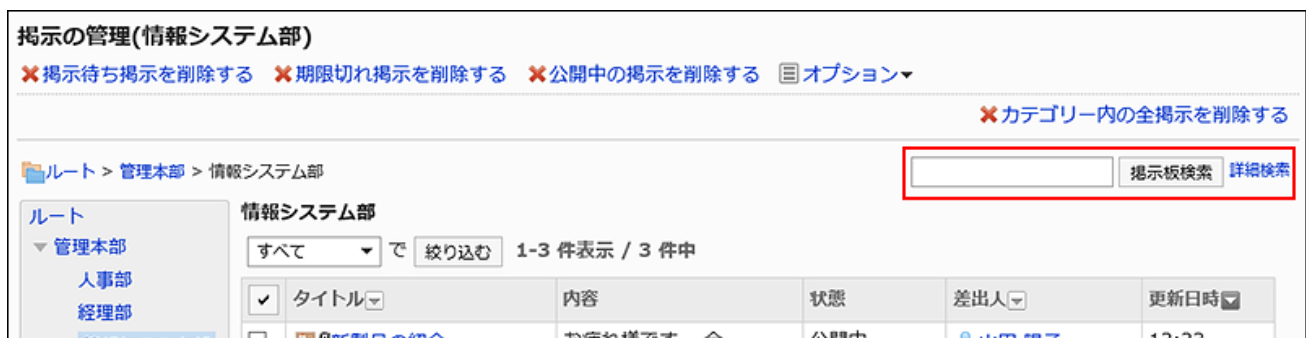 掲示の管理(情報システム部)
掲示待ち掲示を削除する 期限切れ掲示を削除する 公開中の掲示を削除する オプション
カテゴリー内の全掲示を削除する
ルート > 管理本部 > 情報システム部
掲示板検索 詳細検索
ルート
管理本部
人事部
経理部
情報システム部
すべて で 絞り込む 1-3 件表示 / 3 件中
タイトル 内容 状態 差出人 更新日時